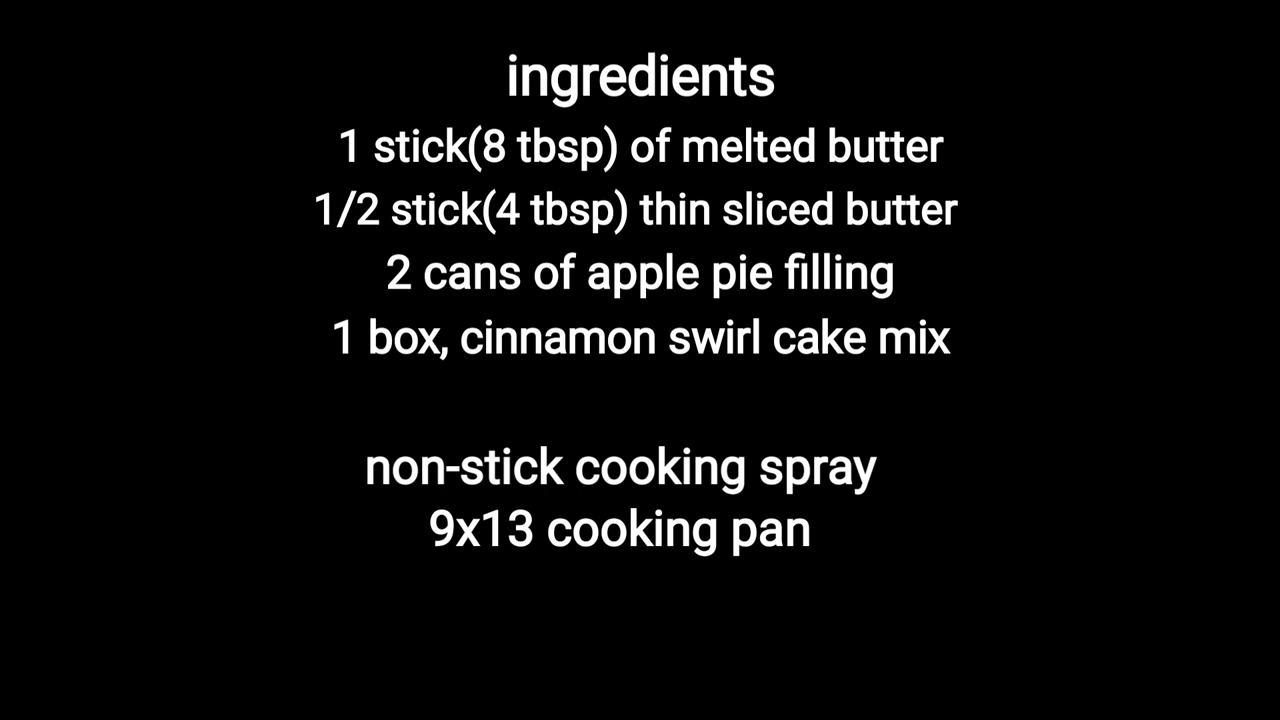 ingredients
1 stick(8 tbsp) of melted butter
1/2 stick(4 tbsp) thin sliced butter
2 cans of apple pie filling
1 box, cinnamon swirl cake mix
non-stick cooking spray
9x13 cooking pan